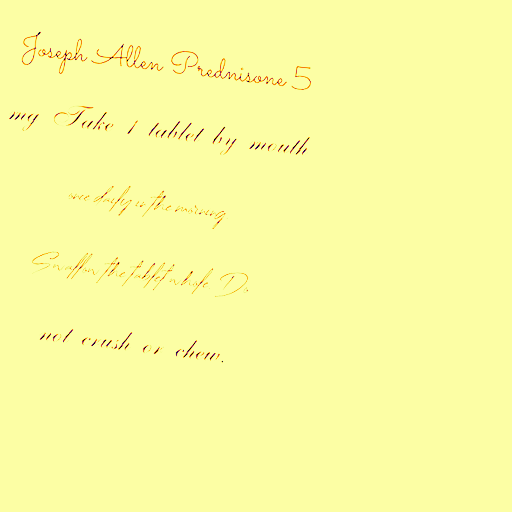 Joseph Allen Prednisone 5
my Take 1 tablet by mouth
once daily in the morning
Swallow the tablet whole Do
not crush or chew.